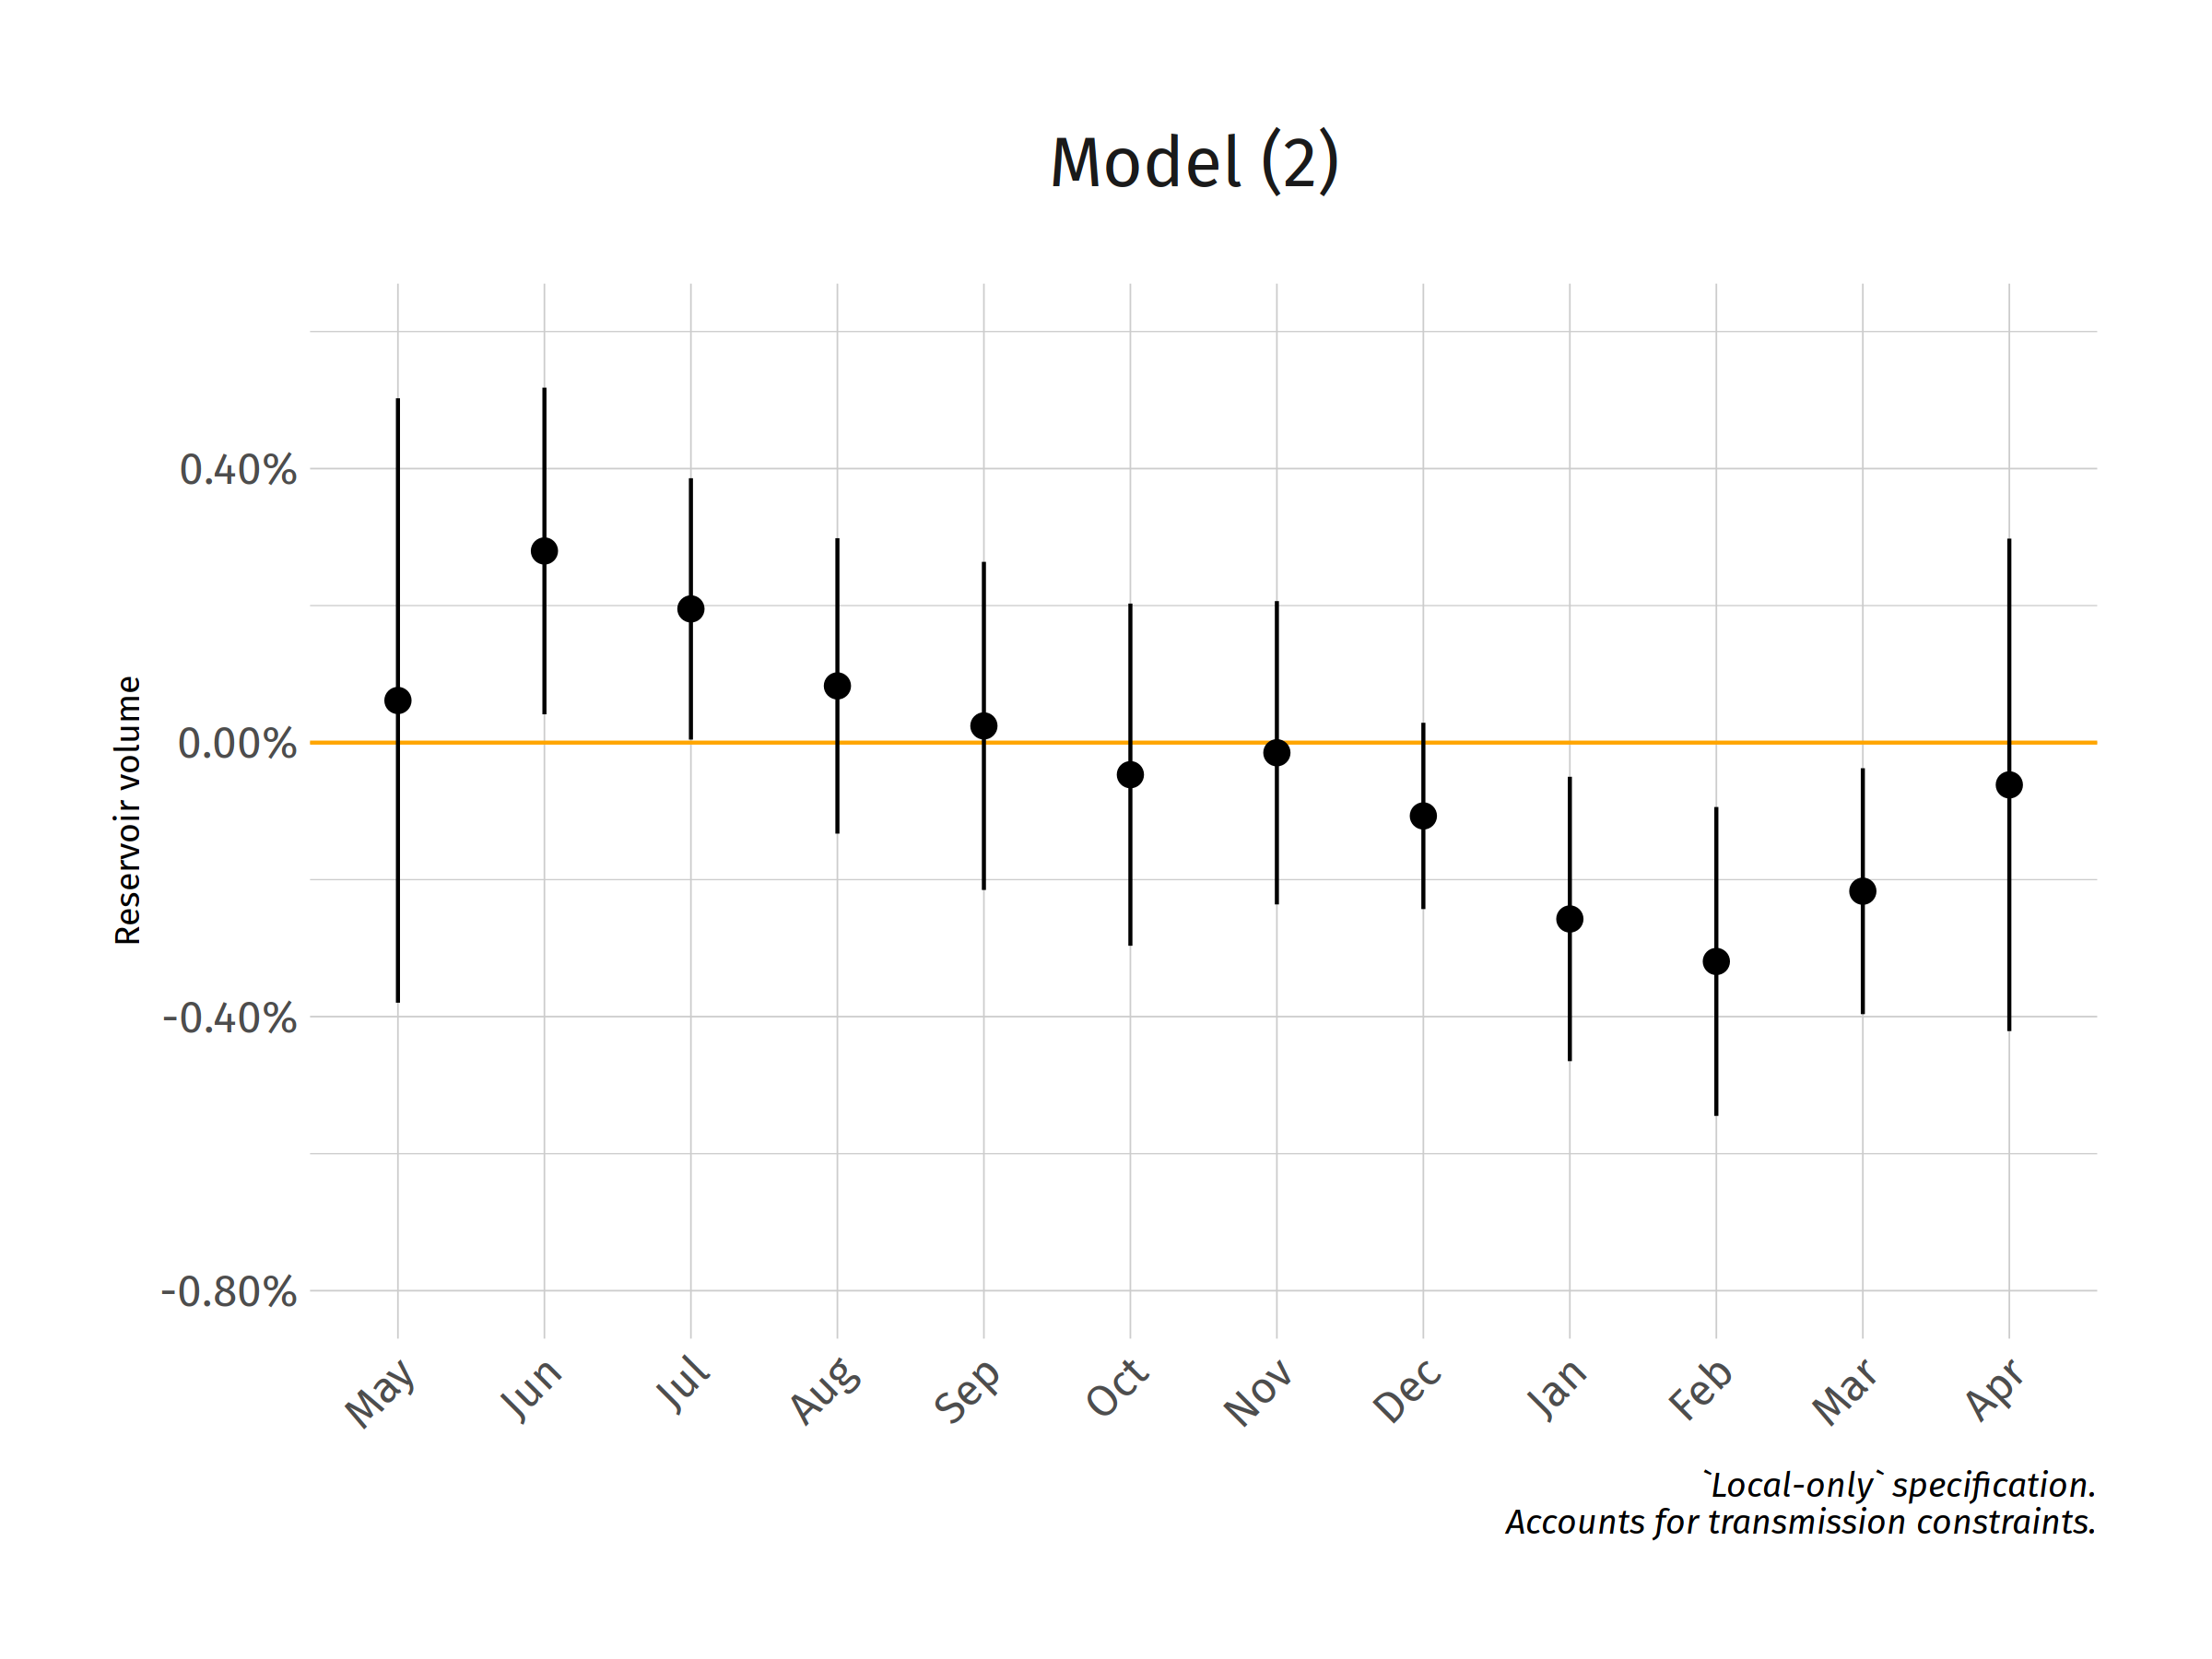 Model (2)
Reservoir volume
0.40%
0.00%
-0.40%
-0.80%
May
Jun
Jul
Aug
Sep
Oct
Nov
Dec
Jan
Feb
Mar
Apr
`Local-only` specification.
Accounts for transmission constraints.